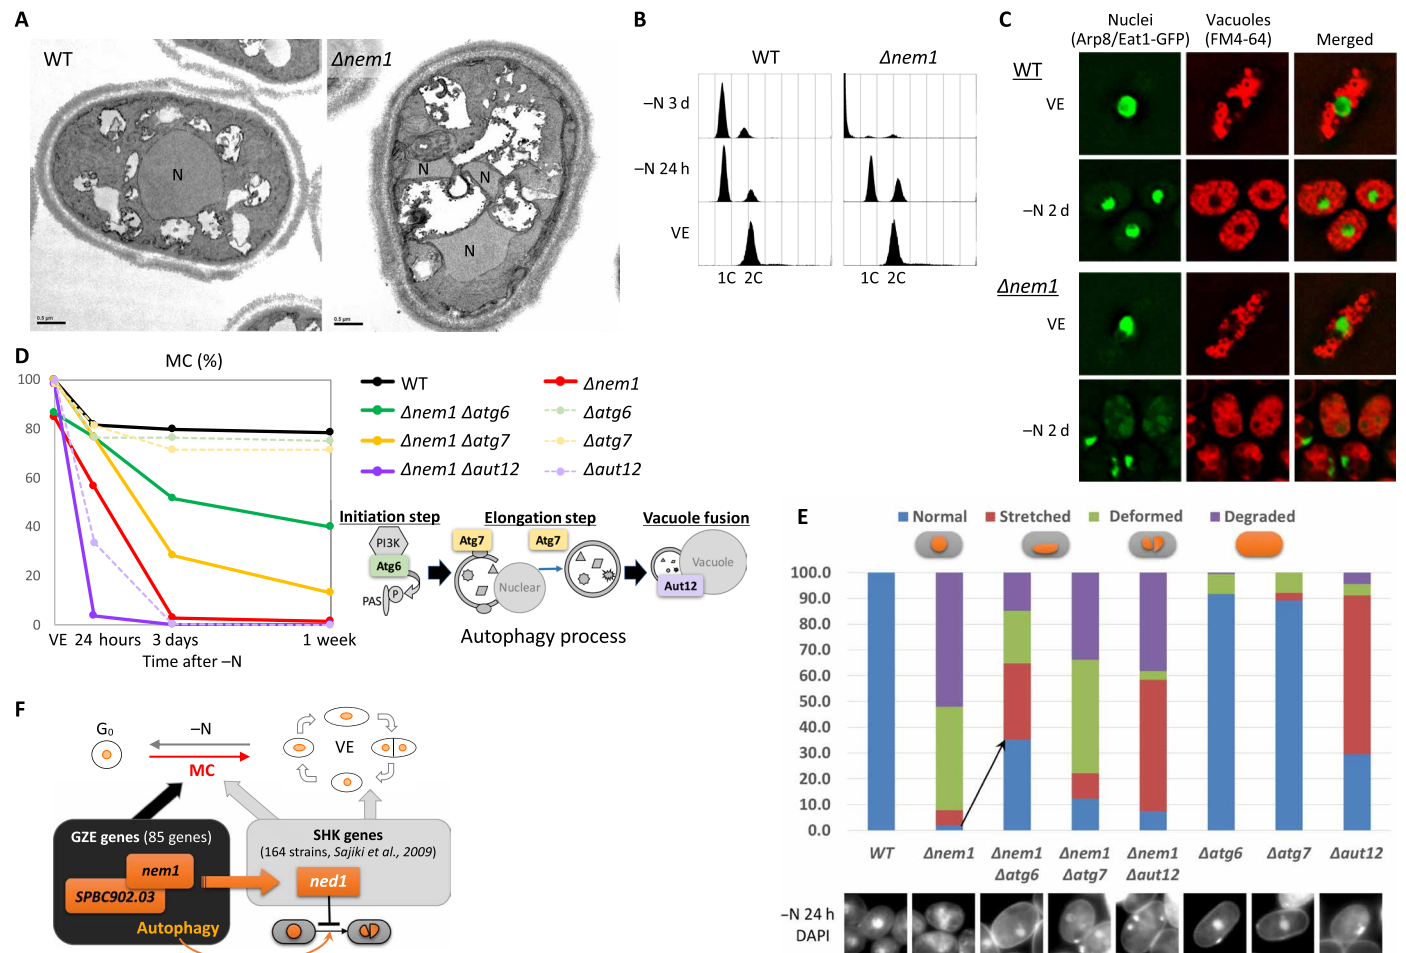 A
WT
Δnem1
N
N
N
N
0.5 μm
0.5 μm
B
WT
Δnem1
–N 3 d
–N 24 h
VE
1C 2C
1C 2C
C
Nuclei
(Arp8/Eat1-GFP)
Vacuoles
(FM4-64)
Merged
WT
VE
–N 2 d
Δnem1
VE
–N 2 d
D
MC (%)
100
80
60
40
20
0
VE 24 hours 3 days 1 week
Time after –N
WT
Δnem1
Δnem1 Δatg6
Δatg6
Δnem1 Δatg7
Δatg7
Δnem1 Δaut12
Δaut12
Initiation step
Elongation step
Vacuole fusion
PI3K
Atg6
P
PAS
Atg7
Atg7
Nuclear
Vacuole
Aut12
Autophagy process
E
Normal Stretched Deformed Degraded
100.0
90.0
80.0
70.0
60.0
50.0
40.0
30.0
20.0
10.0
0.0
WT
Δnem1
Δnem1
Δatg6
Δnem1
Δatg7
Δnem1
Δaut12
Δatg6
Δatg7
Δaut12
–N 24 h
DAPI
F
G0
–N
MC
VE
GZE genes (85 genes)
nem1
SPBC902.03
Autophagy
SHK genes
(164 strains, Sajiki et al., 2009)
ned1